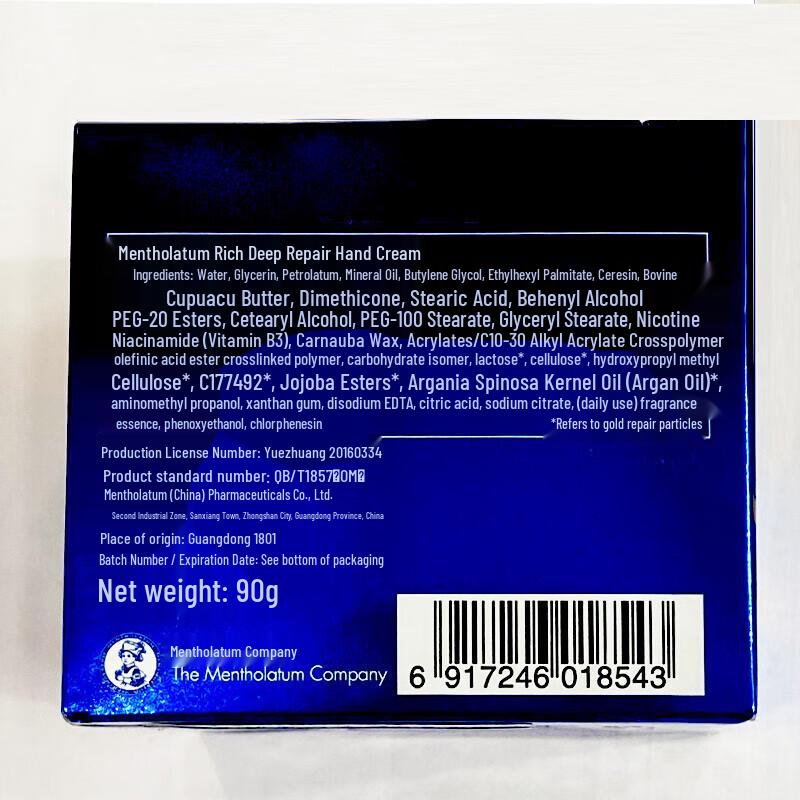 Mentholatum Rich Deep Repair Hand Cream
Ingredients: Water, Glycerin, Petrolatum, Mineral Oil, Butylene Glycol, Ethylhexyl Palmitate, Ceresin, Bovine
Cupuacu Butter, Dimethicone, Stearic Acid, Behenyl Alcohol
PEG-20 Esters, Cetearyl Alcohol, PEG-100 Stearate, Glyceryl Stearate, Nicotine
Niacinamide (Vitamin B3), Carnauba Wax, Acrylates/C10-30 Alkyl Acrylate Crosspolymer
olefinic acid ester crosslinked polymer, carbohydrate isomer, lactose*, cellulose*, hydroxypropyl methyl
Cellulose*, C177492*, Jojoba Esters*, Argania Spinosa Kernel Oil (Argan Oil)*,
aminomethyl propanol, xanthan gum, disodium EDTA, citric acid, sodium citrate, (daily use) fragrance
essence, phenoxyethanol, chlorphenesin
*Refers to gold repair particles
Production License Number: Yuezhuang 20160334
Product standard number: QB/T1857􏿿0M􏿿
Mentholatum (China) Pharmaceuticals Co., Ltd.
Second Industrial Zone, Sanxiang Town, Zhongshan City, Guangdong Province, China
Place of origin: Guangdong 1801
Batch Number / Expiration Date: See bottom of packaging
Net weight: 90g
Mentholatum Company
The Mentholatum Company
6 917246 018543